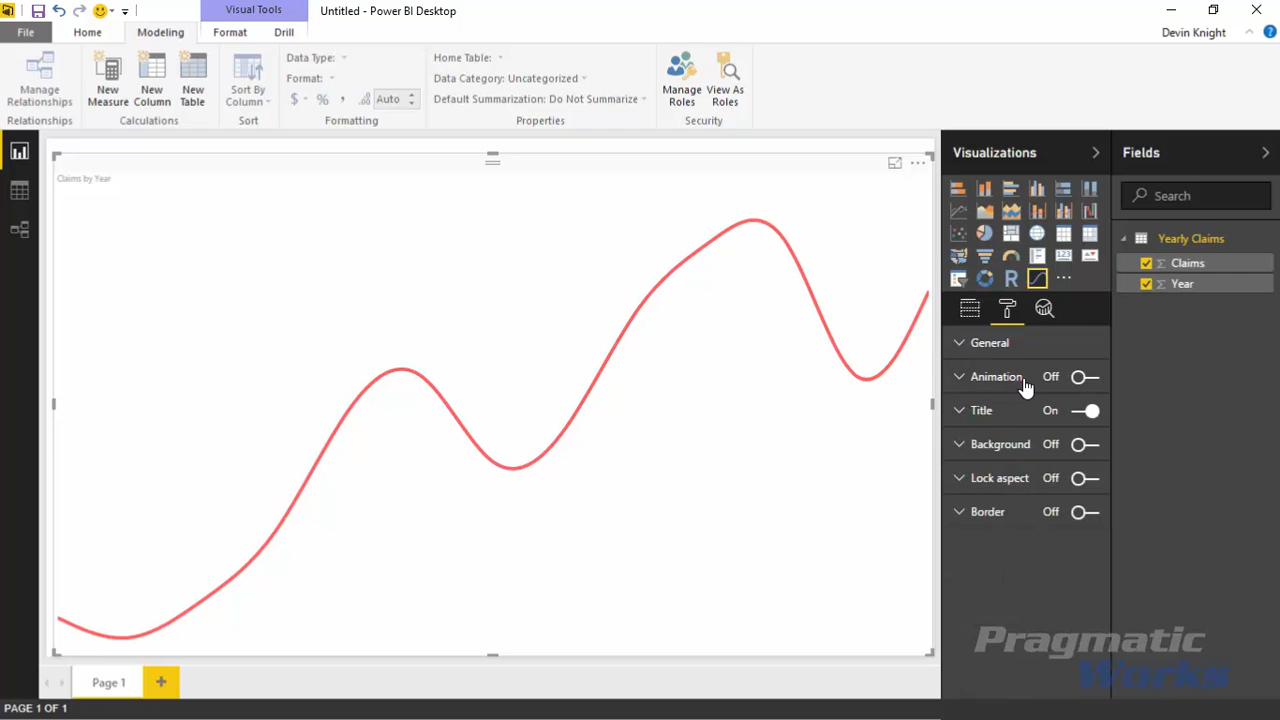 Visual Tools
Untitled - Power BI Desktop
File
Home
Modeling
Format
Drill
Devin Knight
Manage
Relationships
New
Measure
New
Column
New
Table
Sort By
Column
Data Type:
Format:
$ % , Auto
Home Table:
Data Category: Uncategorized
Default Summarization: Do Not Summarize
Manage
Roles
View As
Roles
Relationships
Calculations
Sort
Formatting
Properties
Security
Claims by Year
Visualizations
R
123
General
Animation Off
Title On
Background Off
Lock aspect Off
Border Off
Fields
Search
Yearly Claims
Σ Claims
Σ Year
Pragmatic
Works
Page 1
PAGE 1 OF 1